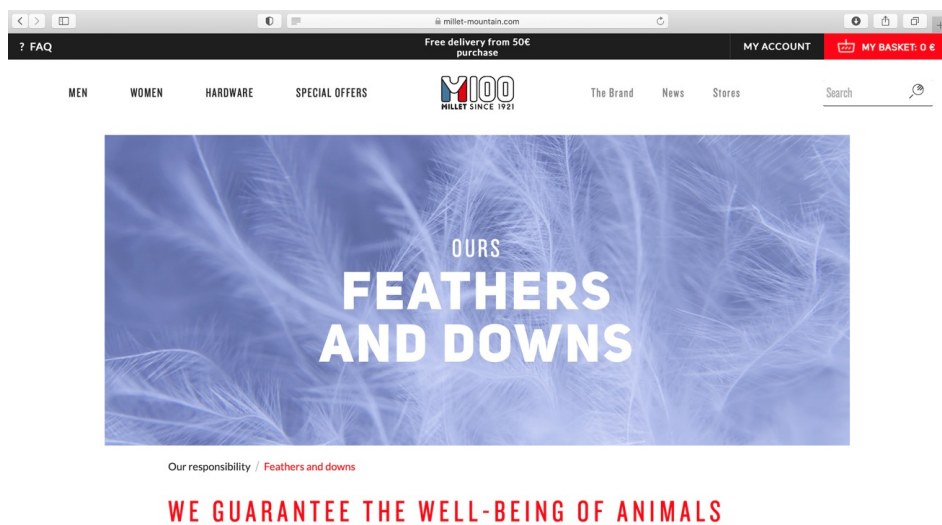 millet-mountain.com
? FAQ
Free delivery from 50€
purchase
MY ACCOUNT
MY BASKET: 0 €
MEN
WOMEN
HARDWARE
SPECIAL OFFERS
M100
MILLET SINCE 1921
The Brand
News
Stores
Search
OURS
FEATHERS
AND DOWNS
Our responsibility / Feathers and downs
WE GUARANTEE THE WELL-BEING OF ANIMALS